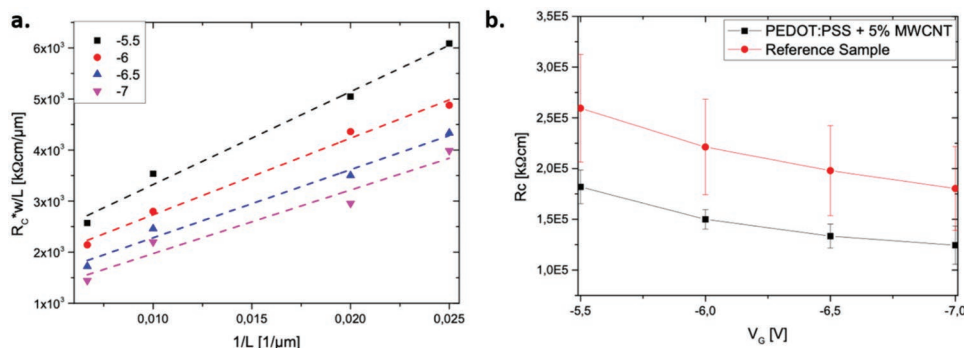 a.
-5.5
-6
-6.5
-7
6x10³
5x10³
4x10³
3x10³
2x10³
1x10³
R_C*w/L [kΩcm/μm]
0,010
0,015
0,020
0,025
1/L [1/μm]
b.
PEDOT:PSS + 5% MWCNT
Reference Sample
3,5E5
3,0E5
2,5E5
2,0E5
1,5E5
1,0E5
Rc [kΩcm]
-5,5
-6,0
-6,5
-7,0
V_G [V]